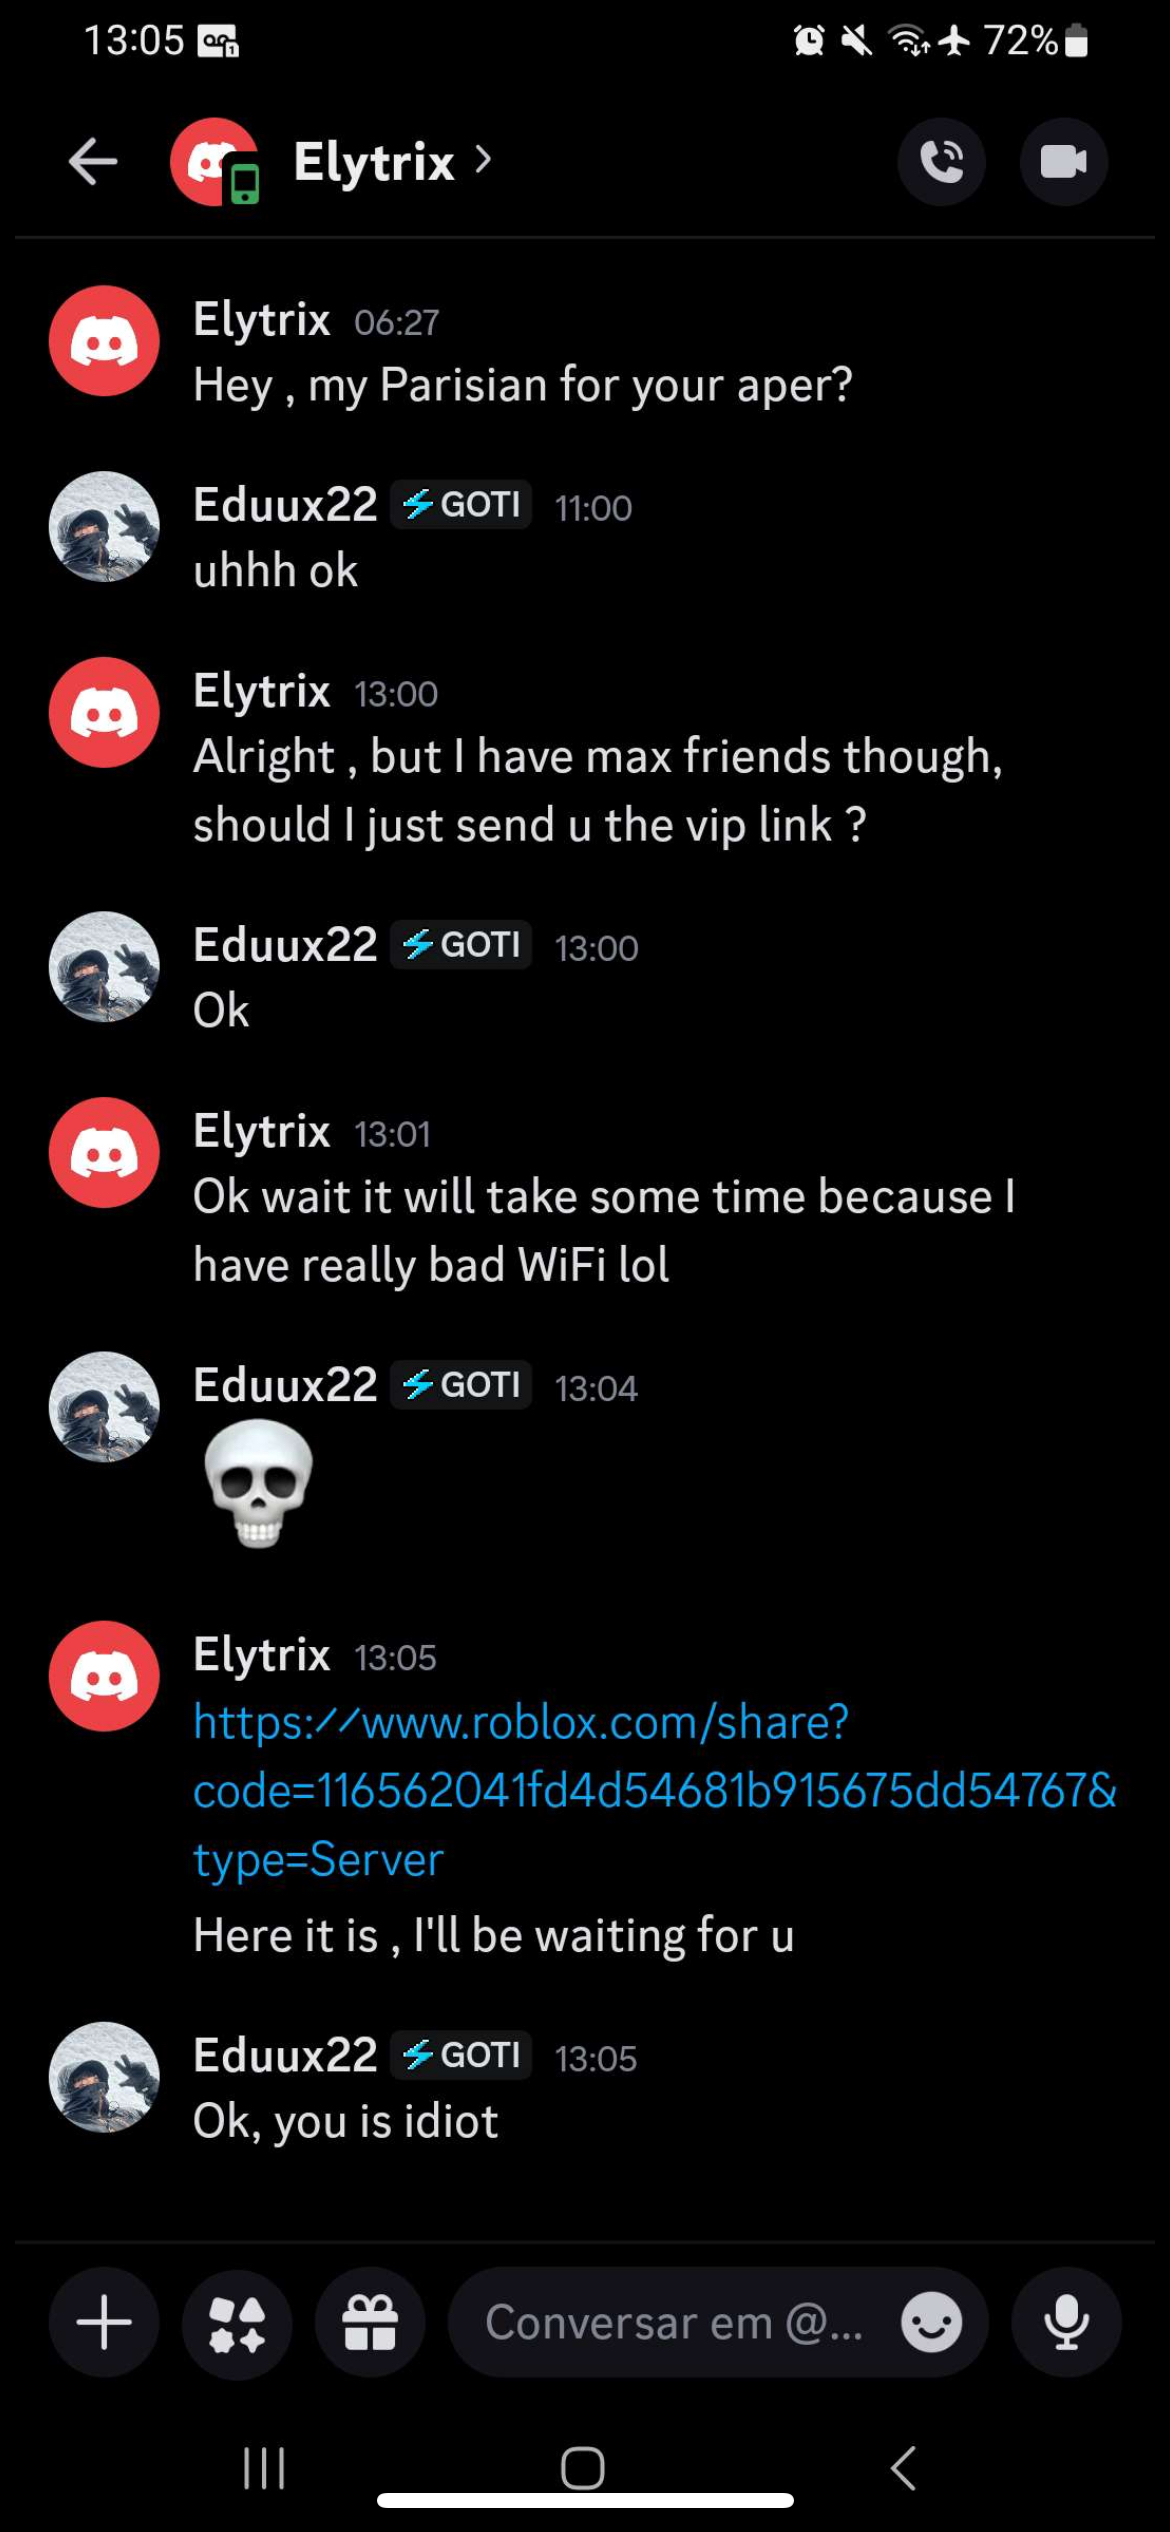 13:05
72%
Elytrix
Elytrix 06:27
Hey , my Parisian for your aper?
Eduux22 GOTI 11:00
uhhh ok
Elytrix 13:00
Alright , but I have max friends though,
should I just send u the vip link ?
Eduux22 GOTI 13:00
Ok
Elytrix 13:01
Ok wait it will take some time because I
have really bad WiFi lol
Eduux22 GOTI 13:04
Elytrix 13:05
https://www.roblox.com/share?
code=116562041fd4d54681b915675dd54767&
type=Server
Here it is , I'll be waiting for u
Eduux22 GOTI 13:05
Ok, you is idiot
Conversar em @...